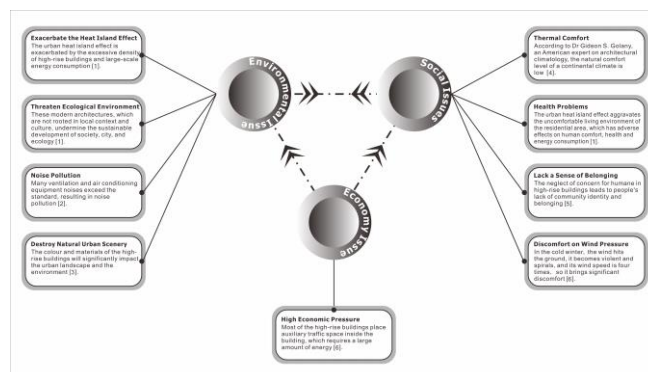 Exacerbate the Heat Island Effect
The urban heat island effect is
exacerbated by the excessive density
of high-rise buildings and large-scale
energy consumption [1].
Threaten Ecological Environment
These modern architectures, which
are not rooted in local context and
culture, undermine the sustainable
development of society, city, and
ecology [1].
Noise Pollution
Many ventilation and air conditioning
equipment noises exceed the
standard, resulting in noise
pollution [2].
Destroy Natural Urban Scenery
The colour and materials of the high-
rise buildings will significantly impact
the urban landscape and the
environment [3].
Environmental Issue
Social Issues
Economy Issue
High Economic Pressure
Most of the high-rise buildings place
auxiliary traffic space inside the
building, which requires a large
amount of energy [6].
Thermal Comfort
According to Dr Gideon S. Golany,
an American expert on architectural
climatology, the natural comfort
level of a continental climate is
low [4].
Health Problems
The urban heat island effect aggravates
the uncomfortable living environment of
the residential area, which has adverse
effects on human comfort, health and
energy consumption [1].
Lack a Sense of Belonging
The neglect of concern for humane in
high-rise buildings leads to people's
lack of community identity and
belonging [5].
Discomfort on Wind Pressure
In the cold winter, the wind hits
the ground, it becomes violent and
spirals, and its wind speed is four
times, so it brings significant
discomfort [6].